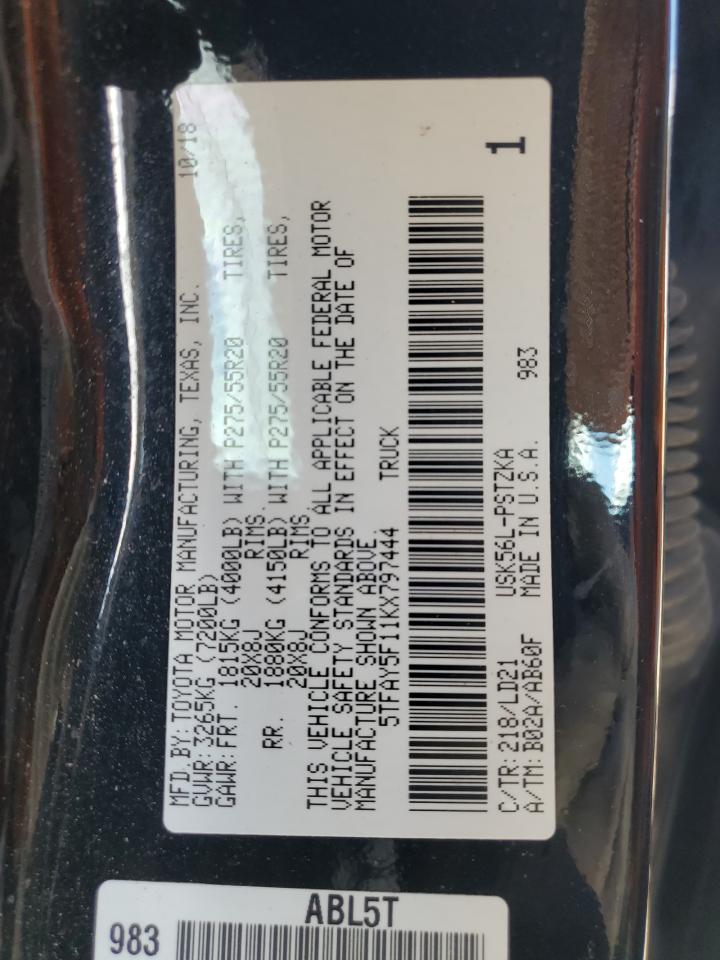 MFD.BY:TOYOTA MOTOR MANUFACTURING, TEXAS, INC. 10/18
GVWR:3265KG (7200LB)
GAWR:FRT. 1815KG (4000LB) WITH P275/55R20 TIRES,
20X8J RIMS.
RR. 1880KG (4150LB) WITH P275/55R20 TIRES,
20X8J RIMS.
THIS VEHICLE CONFORMS TO ALL APPLICABLE FEDERAL MOTOR
VEHICLE SAFETY STANDARDS IN EFFECT ON THE DATE OF
MANUFACTURE SHOWN ABOVE.
5TFAY5F11KX797444 TRUCK
C/TR:218/LD21 USK56L-PSTZKA 1
A/TM:B02A/AB60F MADE IN U.S.A. 983
ABL5T
983